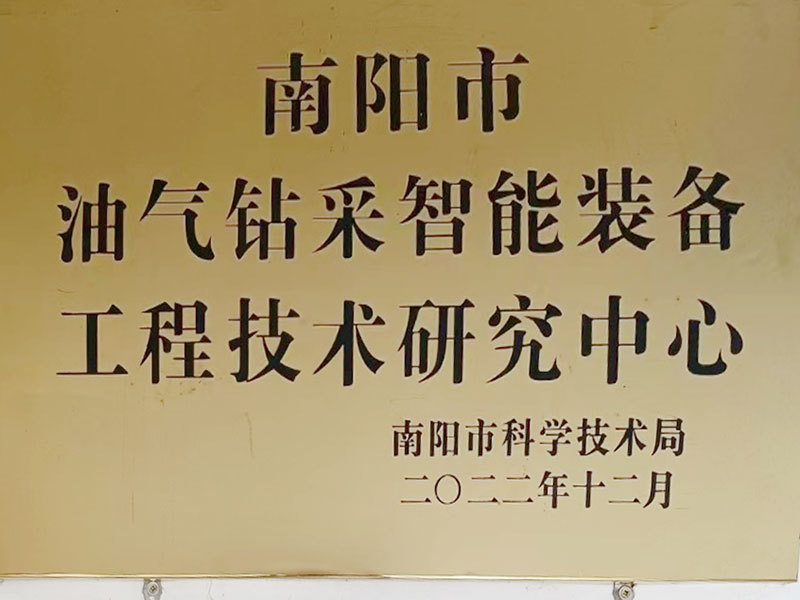 南阳市
油气钻采智能装备
工程技术研究中心
南阳市科学技术局
二〇二二年十二月